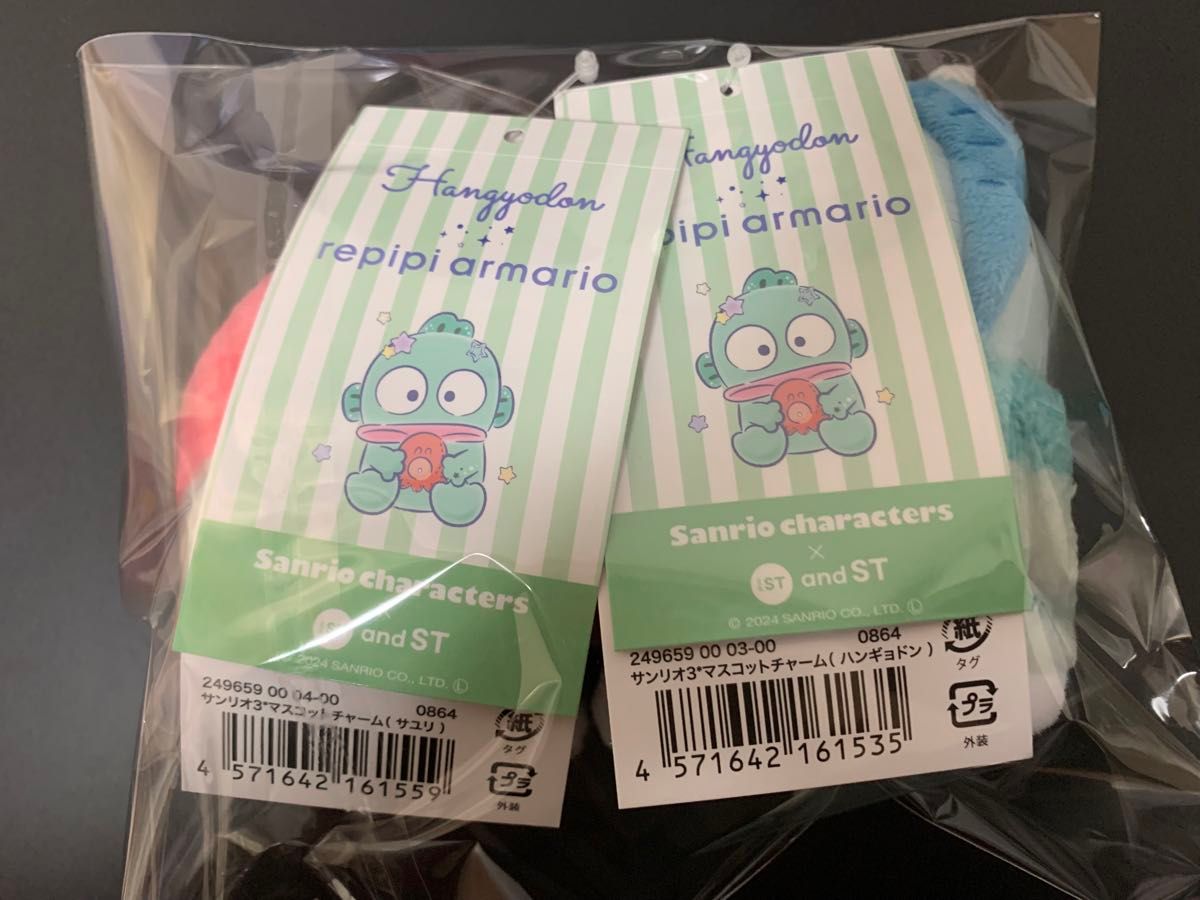 Hangyodon
repipi armario
Sanrio characters
×
and ST
© 2024 SANRIO CO., LTD. Ⓛ
249659 00 04-00 0864
サンリオ3*マスコットチャーム( サユリ )
紙
タグ
プラ
外装
4 571642 161559
Hangyodon
pipi armario
Sanrio characters
×
ST and ST
© 2024 SANRIO CO., LTD. Ⓛ
249659 00 03-00 0864
サンリオ3*マスコットチャーム( ハンギョドン )
紙
タグ
プラ
外装
4 571642 161535